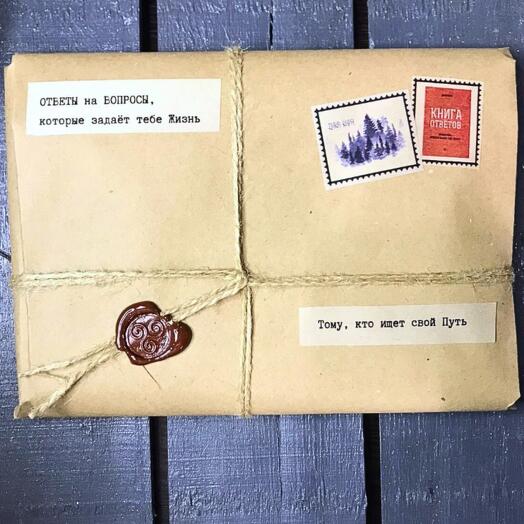 ОТВЕТЫ на ВОПРОСЫ,
которые задаёт тебе Жизнь
КНИГА
ОТВЕТОВ
Тому, кто ищет свой Путь